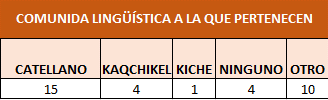 COMUNIDA LINGÜÍSTICA A LA QUE PERTENECEN
CATELLANO KAQCHIKEL KICHE NINGUNO OTRO
15 4 1 4 10